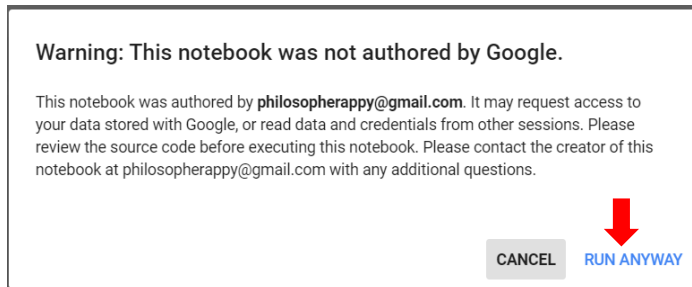 Warning: This notebook was not authored by Google.
This notebook was authored by philosopherappy@gmail.com. It may request access to
your data stored with Google, or read data and credentials from other sessions. Please
review the source code before executing this notebook. Please contact the creator of this
notebook at philosopherappy@gmail.com with any additional questions.
CANCEL RUN ANYWAY